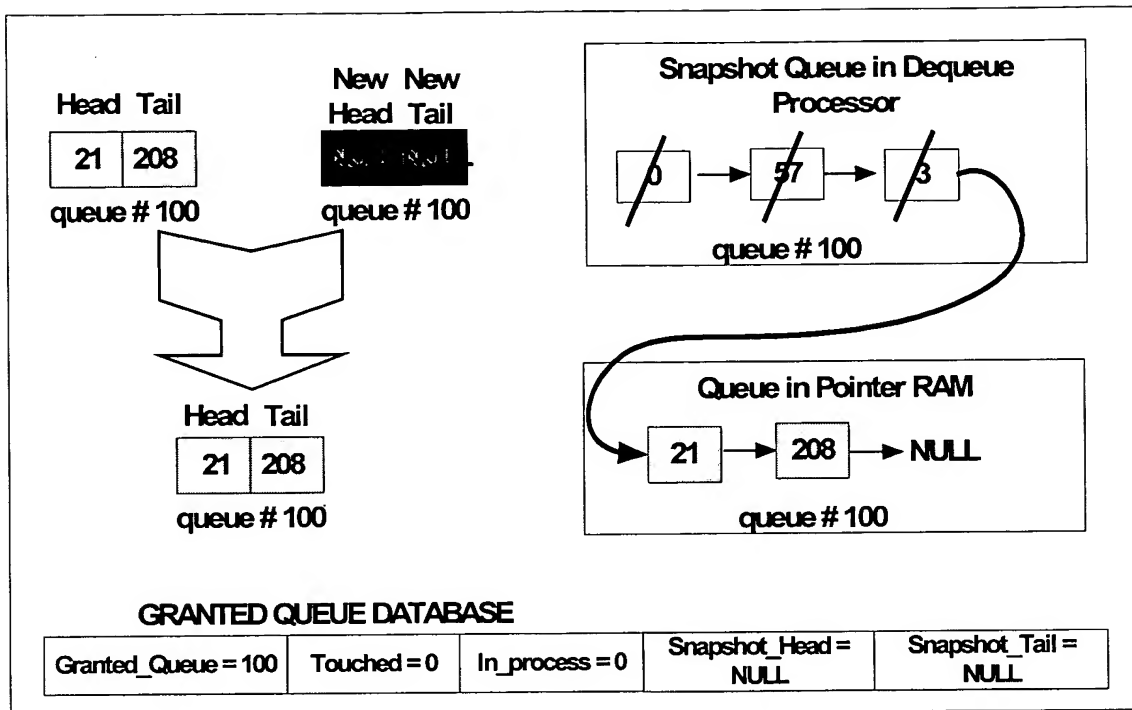 Head Tail
21 208
queue # 100
New New
Head Tail
queue # 100
Head Tail
21 208
queue # 100
Snapshot Queue in Dequeue
Processor
0 57 3
queue # 100
Queue in Pointer RAM
21 208 NULL
queue # 100
GRANTED QUEUE DATABASE
Granted_Queue = 100
Touched = 0
In_process = 0
Snapshot_Head =
NULL
Snapshot_Tail =
NULL